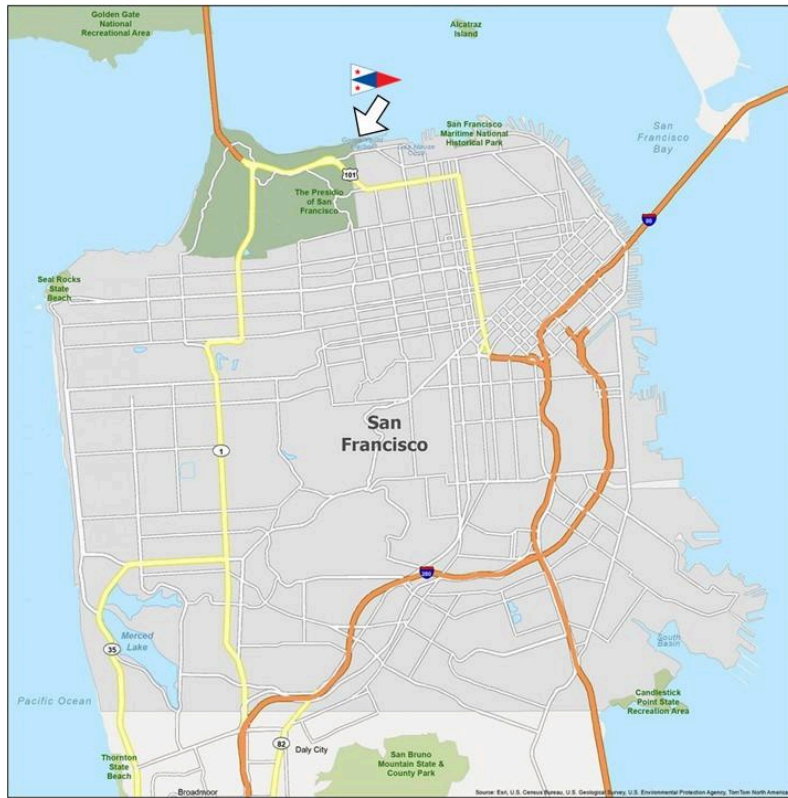 Golden Gate
National
Recreational Area
Alcatraz
Island
San Francisco
Maritime National
Historical Park
San
Francisco
Bay
101
The Presidio
of San
Francisco
80
Seal Rocks
State
Beach
San
Francisco
1
280
Merced
Lake
35
South
Basin
Pacific Ocean
Candlestick
Point State
Recreation Area
82
Daly City
Thornton
State
Beach
San Bruno
Mountain State &
County Park
Broadmoor
Source: Esri, U.S. Census Bureau, U.S. Geological Survey, U.S. Environmental Protection Agency, TomTom North America